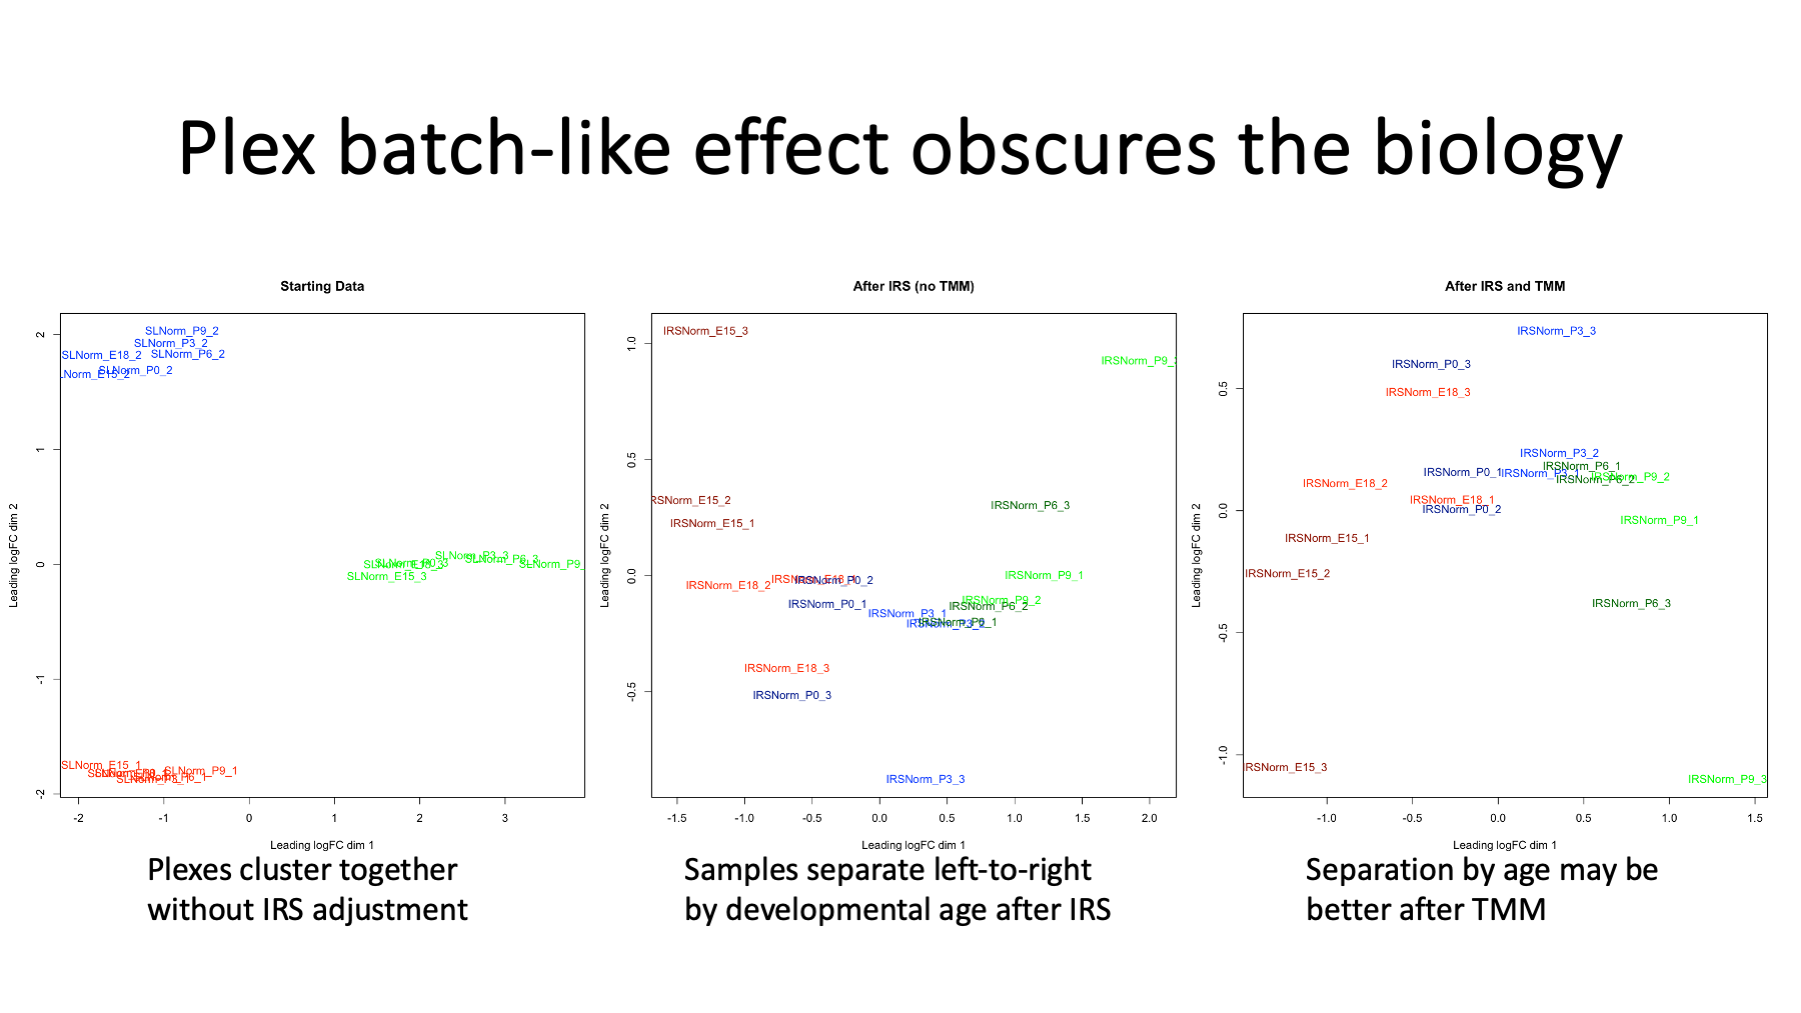 Plex batch-like effect obscures the biology
Starting Data
Leading logFC dim 2
2
1
0
-1
-2
SLNorm_P9_2
SLNorm_P3_2
SLNorm_E18_2
SLNorm_P6_2
SLNorm_P0_2
LNorm_E15_2
SLNorm_P3_3
SLNorm_P6_3
SLNorm_P0_3
SLNorm_E18_3
SLNorm_P9_
SLNorm_E15_3
SLNorm_E15_1
SLNorm_P9_1
SLNorm_P6_1
SLNorm_P3_1
-2
-1
0
1
2
3
Leading logFC dim 1
Plexes cluster together
without IRS adjustment
After IRS (no TMM)
Leading logFC dim 2
1.0
0.5
0.0
-0.5
IRSNorm_E15_3
IRSNorm_P9_
RSNorm_E15_2
IRSNorm_P6_3
IRSNorm_E15_1
IRSNorm_P9_1
IRSNorm_E18_1
IRSNorm_P0_2
IRSNorm_E18_2
IRSNorm_P9_2
IRSNorm_P0_1
IRSNorm_P6_2
IRSNorm_P3_1
IRSNorm_P6_1
IRSNorm_P3_2
IRSNorm_E18_3
IRSNorm_P0_3
IRSNorm_P3_3
-1.5
-1.0
-0.5
0.0
0.5
1.0
1.5
2.0
Leading logFC dim 1
Samples separate left-to-right
by developmental age after IRS
After IRS and TMM
Leading logFC dim 2
0.5
0.0
-0.5
-1.0
IRSNorm_P3_3
IRSNorm_P0_3
IRSNorm_E18_3
IRSNorm_P3_2
IRSNorm_P6_1
IRSNorm_P0_1
IRSNorm_P3_1
IRSNorm_P9_2
IRSNorm_P6_2
IRSNorm_E18_2
IRSNorm_E18_1
IRSNorm_P0_2
IRSNorm_P9_1
IRSNorm_E15_1
IRSNorm_E15_2
IRSNorm_P6_3
IRSNorm_E15_3
IRSNorm_P9_3
-1.0
-0.5
0.0
0.5
1.0
1.5
Leading logFC dim 1
Separation by age may be
better after TMM